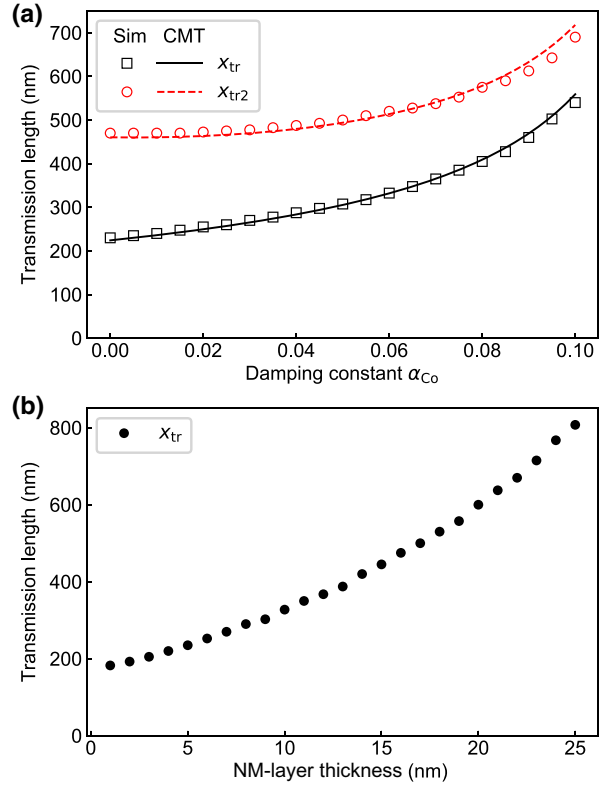 (a)
Sim CMT
x_tr
x_tr2
Transmission length (nm)
700
600
500
400
300
200
100
0
0.00 0.02 0.04 0.06 0.08 0.10
Damping constant α_Co
(b)
x_tr
Transmission length (nm)
800
600
400
200
0
0 5 10 15 20 25
NM-layer thickness (nm)